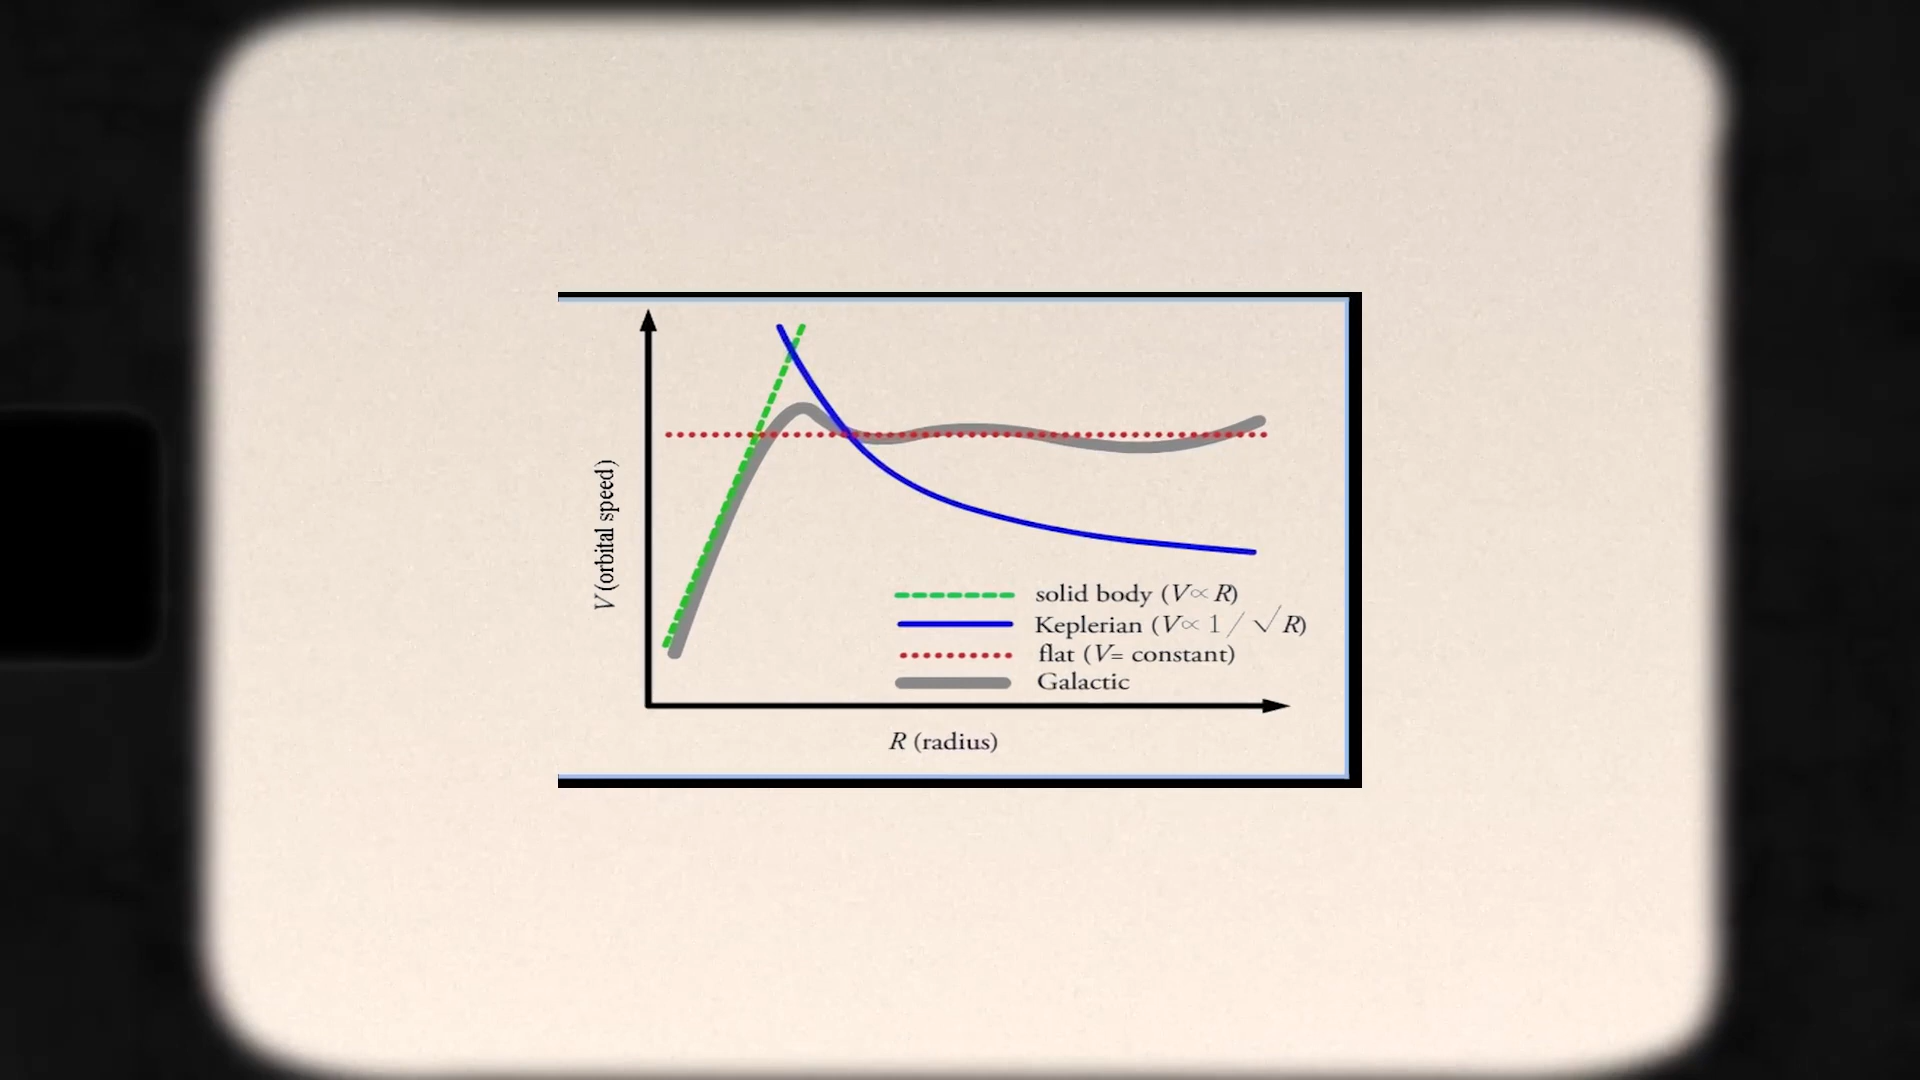 V (orbital speed)
solid body (V∝ R)
Keplerian (V∝ 1 / √R)
flat (V= constant)
Galactic
R (radius)